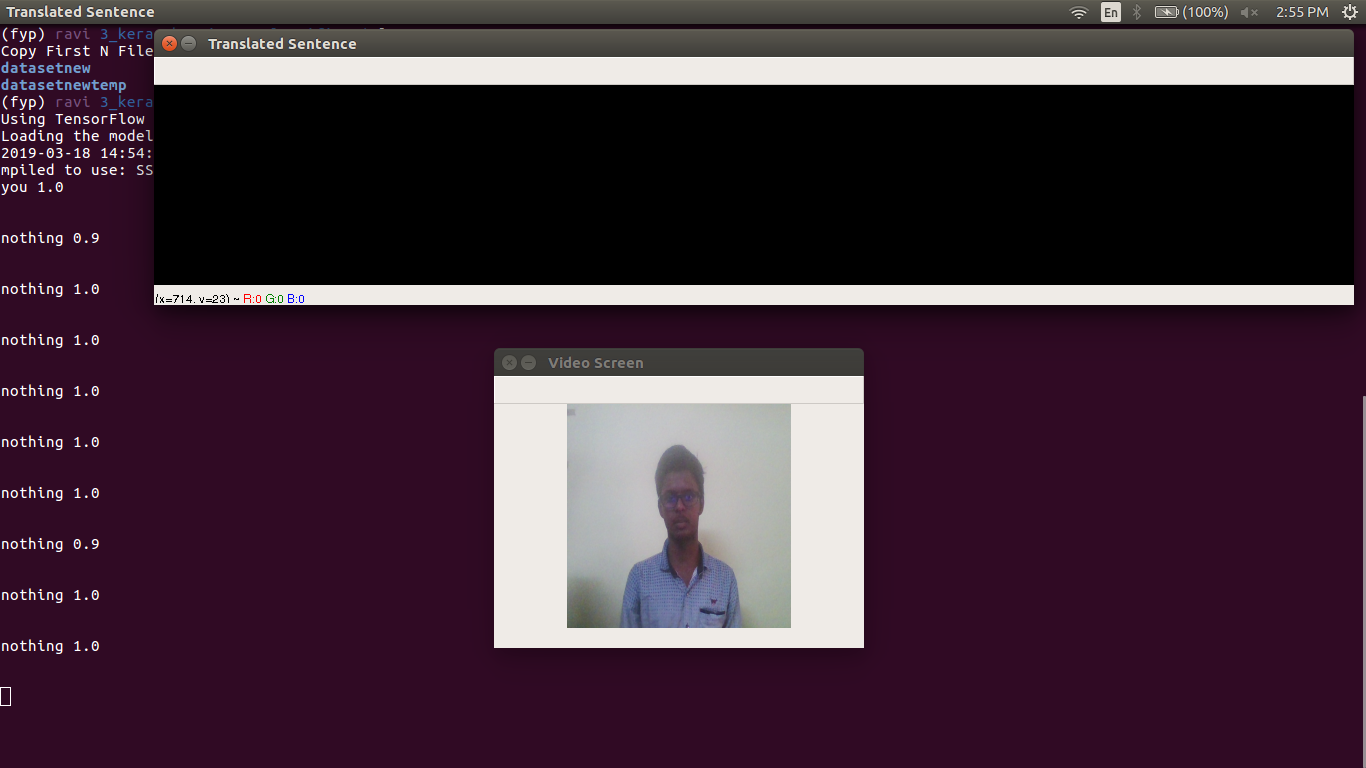 Translated Sentence
En
(100%)
2:55 PM
(fyp) ravi 3_kera
Translated Sentence
Copy First N File
datasetnew
datasetnewtemp
(fyp) ravi 3_kera
Using TensorFlow
Loading the model
2019-03-18 14:54:
mpiled to use: SS
you 1.0
nothing 0.9
nothing 1.0
(x=714, y=23) ~ R:0 G:0 B:0
nothing 1.0
Video Screen
nothing 1.0
nothing 1.0
nothing 1.0
nothing 0.9
nothing 1.0
nothing 1.0